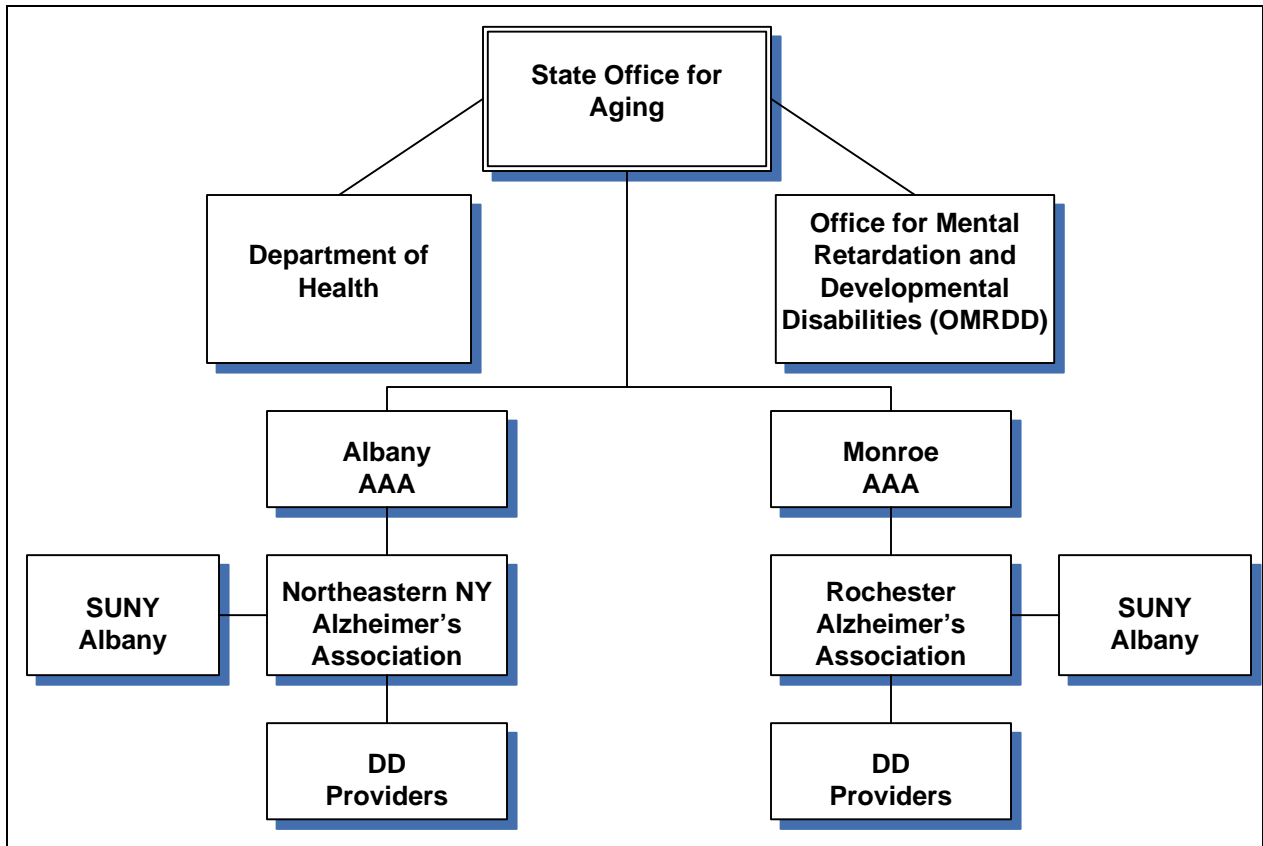 State Office for
Aging
Department of
Health
Office for Mental
Retardation and
Developmental
Disabilities (OMRDD)
Albany
AAA
Monroe
AAA
SUNY
Albany
Northeastern NY
Alzheimer’s
Association
Rochester
Alzheimer’s
Association
SUNY
Albany
DD
Providers
DD
Providers